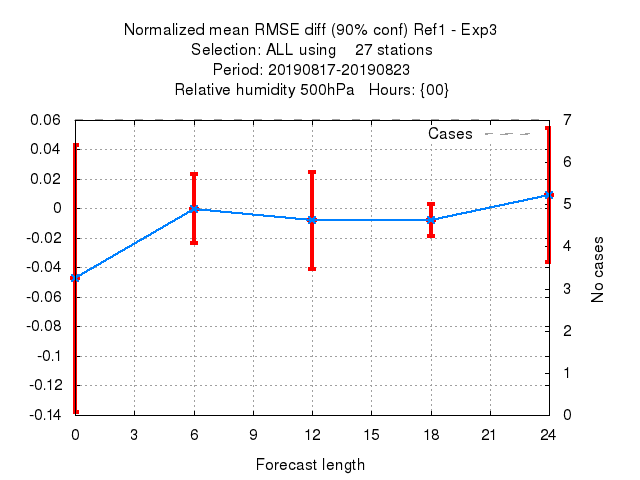 Normalized mean RMSE diff (90% conf) Ref1 - Exp3
Selection: ALL using 27 stations
Period: 20190817-20190823
Relative humidity 500hPa Hours: {00}
Cases
0.06
0.04
0.02
0
-0.02
-0.04
-0.06
-0.08
-0.1
-0.12
-0.14
7
6
5
4
3
2
1
0
No cases
0 3 6 9 12 15 18 21 24
Forecast length